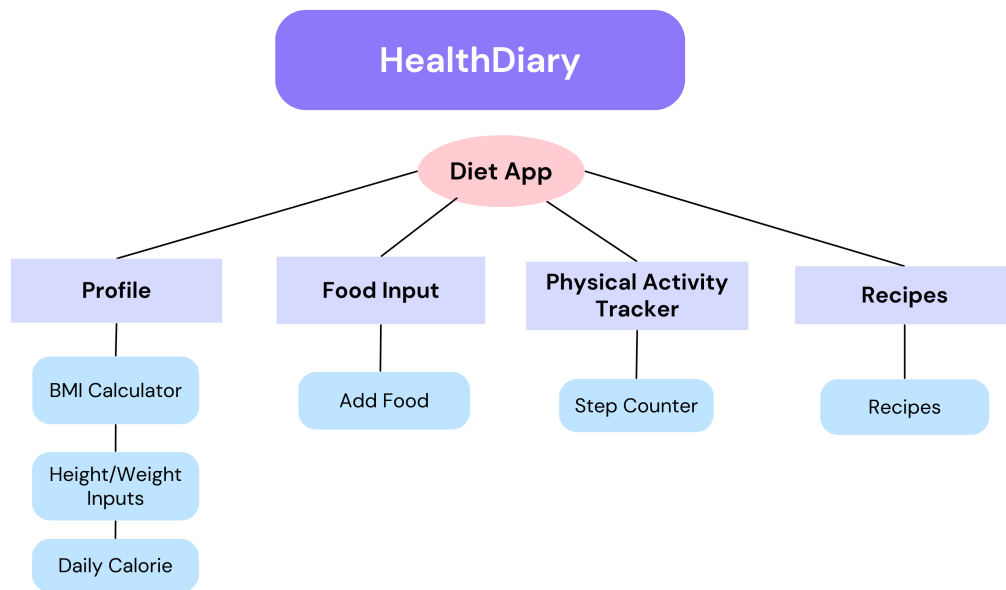 HealthDiary
Diet App
Profile
Food Input
Physical Activity
Tracker
Recipes
BMI Calculator
Add Food
Step Counter
Recipes
Height/Weight
Inputs
Daily Calorie